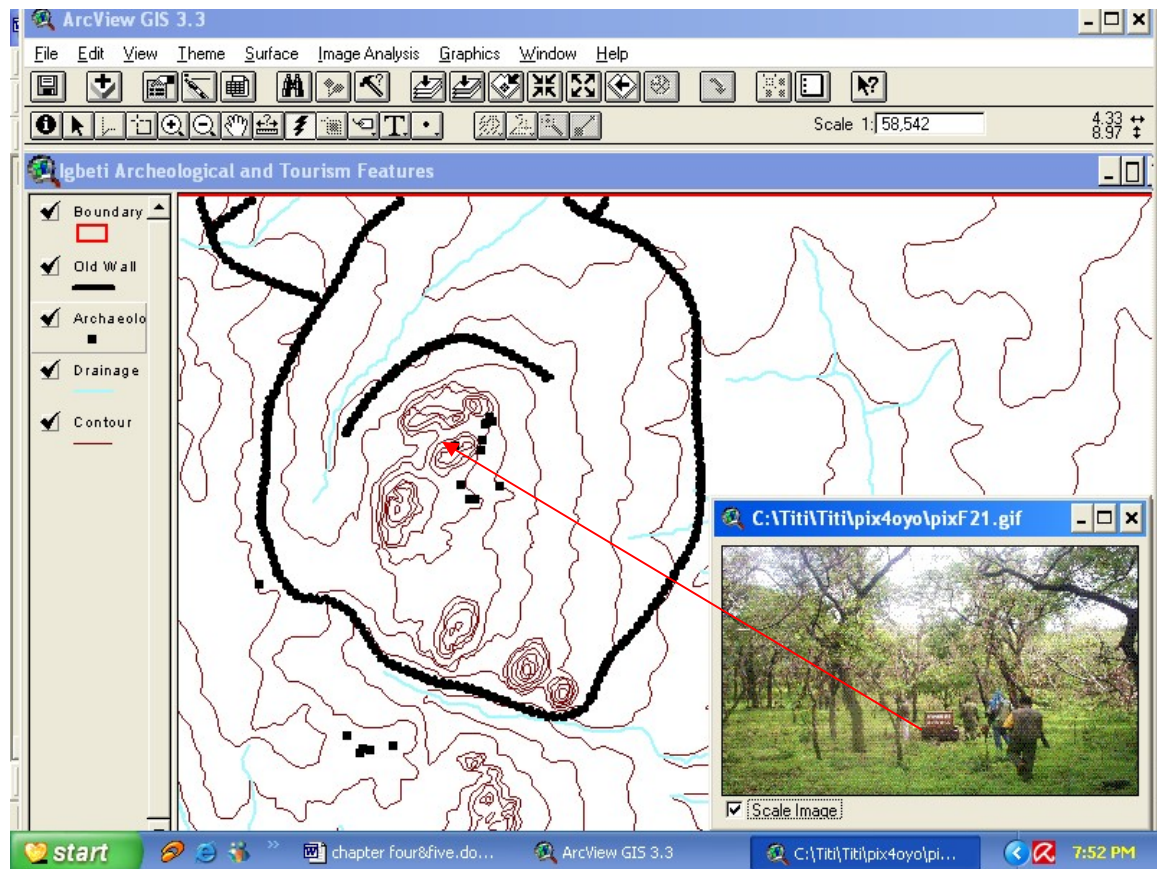 ArcView GIS 3.3
File Edit View Theme Surface Image Analysis Graphics Window Help
Scale 1: 58,542
4.33
8.97
Igbeti Archeological and Tourism Features
Boundary
Old Wall
Archaeolo
Drainage
Contour
C:\Titi\Titi\pix4oyo\pixF21.gif
Scale Image
start
chapter four&five.do...
ArcView GIS 3.3
C:\Titi\Titi\pix4oyo\pi...
7:52 PM